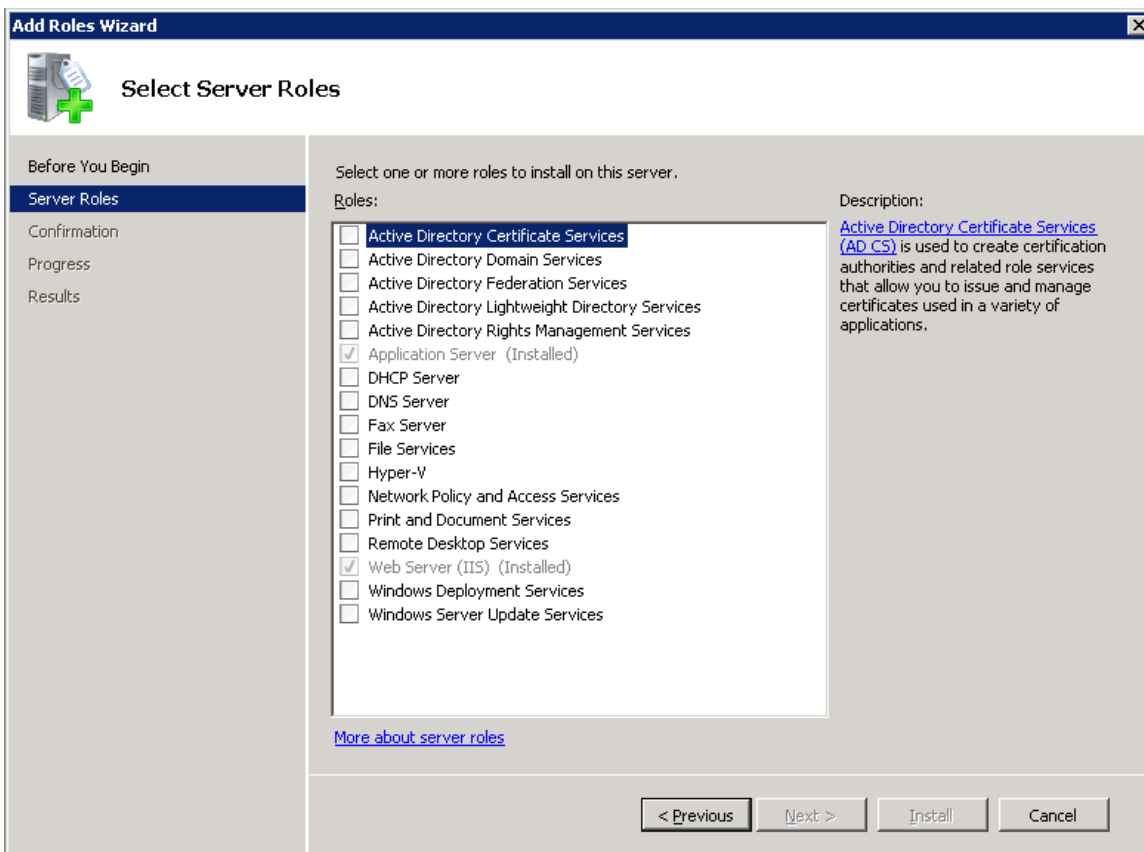 Add Roles Wizard
Select Server Roles
Before You Begin
Server Roles
Confirmation
Progress
Results
Select one or more roles to install on this server.
Roles:
Active Directory Certificate Services
Active Directory Domain Services
Active Directory Federation Services
Active Directory Lightweight Directory Services
Active Directory Rights Management Services
Application Server (Installed)
DHCP Server
DNS Server
Fax Server
File Services
Hyper-V
Network Policy and Access Services
Print and Document Services
Remote Desktop Services
Web Server (IIS) (Installed)
Windows Deployment Services
Windows Server Update Services
More about server roles
Description:
Active Directory Certificate Services
(AD CS) is used to create certification
authorities and related role services
that allow you to issue and manage
certificates used in a variety of
applications.
< Previous
Next >
Install
Cancel